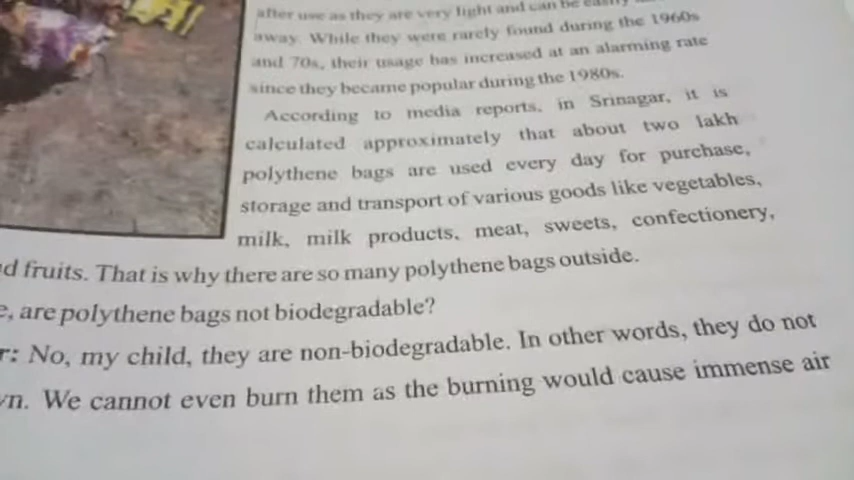 after use as they are very light and can be
away. While they were rarely found during the 1960s
and 70s, their usage has increased at an alarming rate
since they became popular during the 1980s.
According to media reports, in Srinagar, it is
calculated approximately that about two lakh
polythene bags are used every day for purchase,
storage and transport of various goods like vegetables,
milk, milk products, meat, sweets, confectionery,
d fruits. That is why there are so many polythene bags outside.
e, are polythene bags not biodegradable?
r: No, my child, they are non-biodegradable. In other words, they do not
wn. We cannot even burn them as the burning would cause immense air